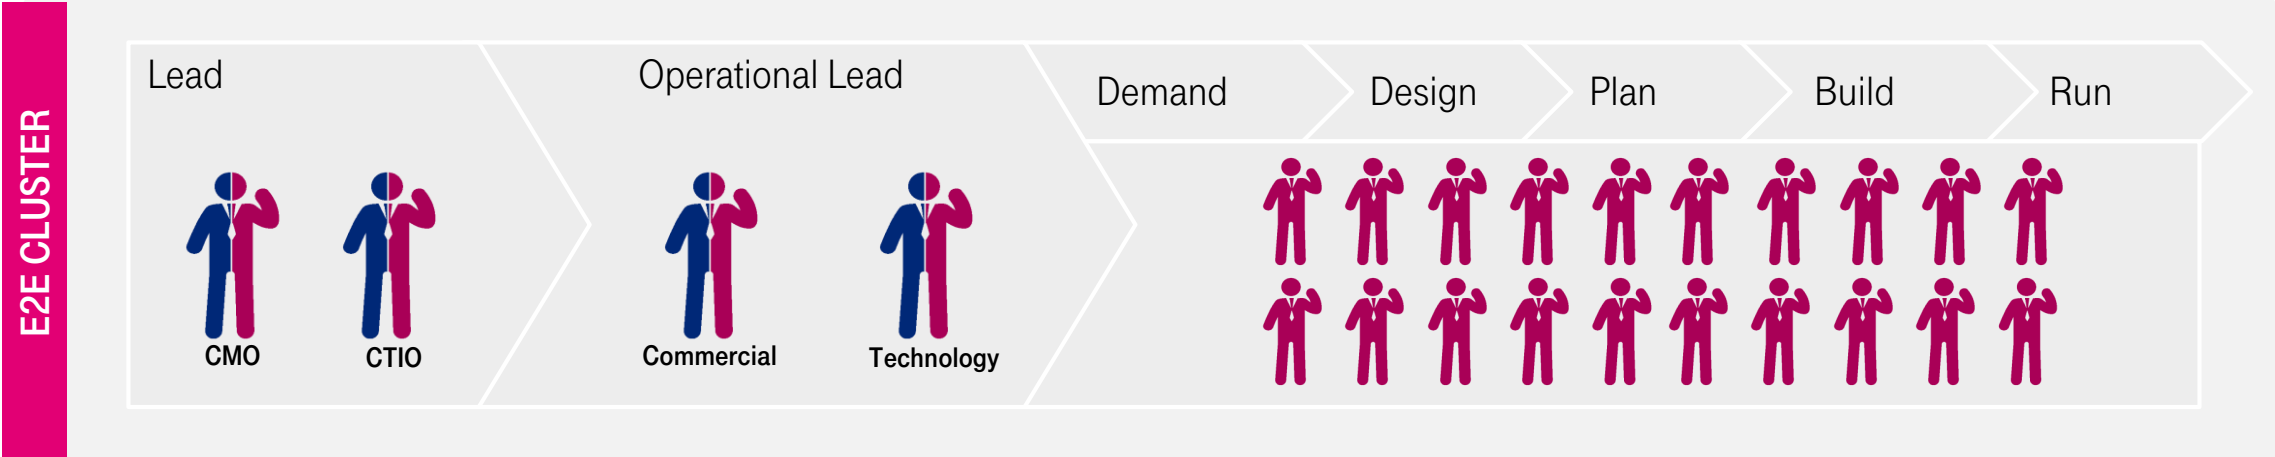 E2E CLUSTER
Lead
CMO
CTIO
Operational Lead
Commercial
Technology
Demand
Design
Plan
Build
Run